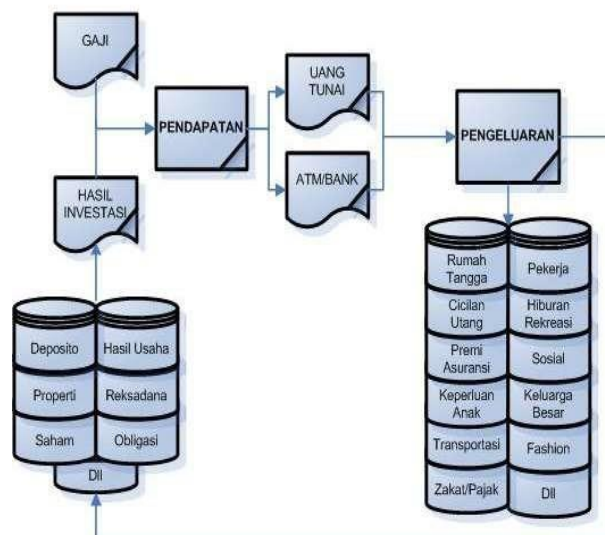 GAJI
PENDAPATAN
UANG
TUNAI
ATM/BANK
PENGELUARAN
HASIL
INVESTASI
Deposito
Hasil Usaha
Properti
Reksadana
Saham
Obligasi
Dll
Rumah
Tangga
Pekerja
Cicilan
Utang
Hiburan
Rekreasi
Premi
Asuransi
Sosial
Keperluan
Anak
Keluarga
Besar
Transportasi
Fashion
Zakat/Pajak
Dll